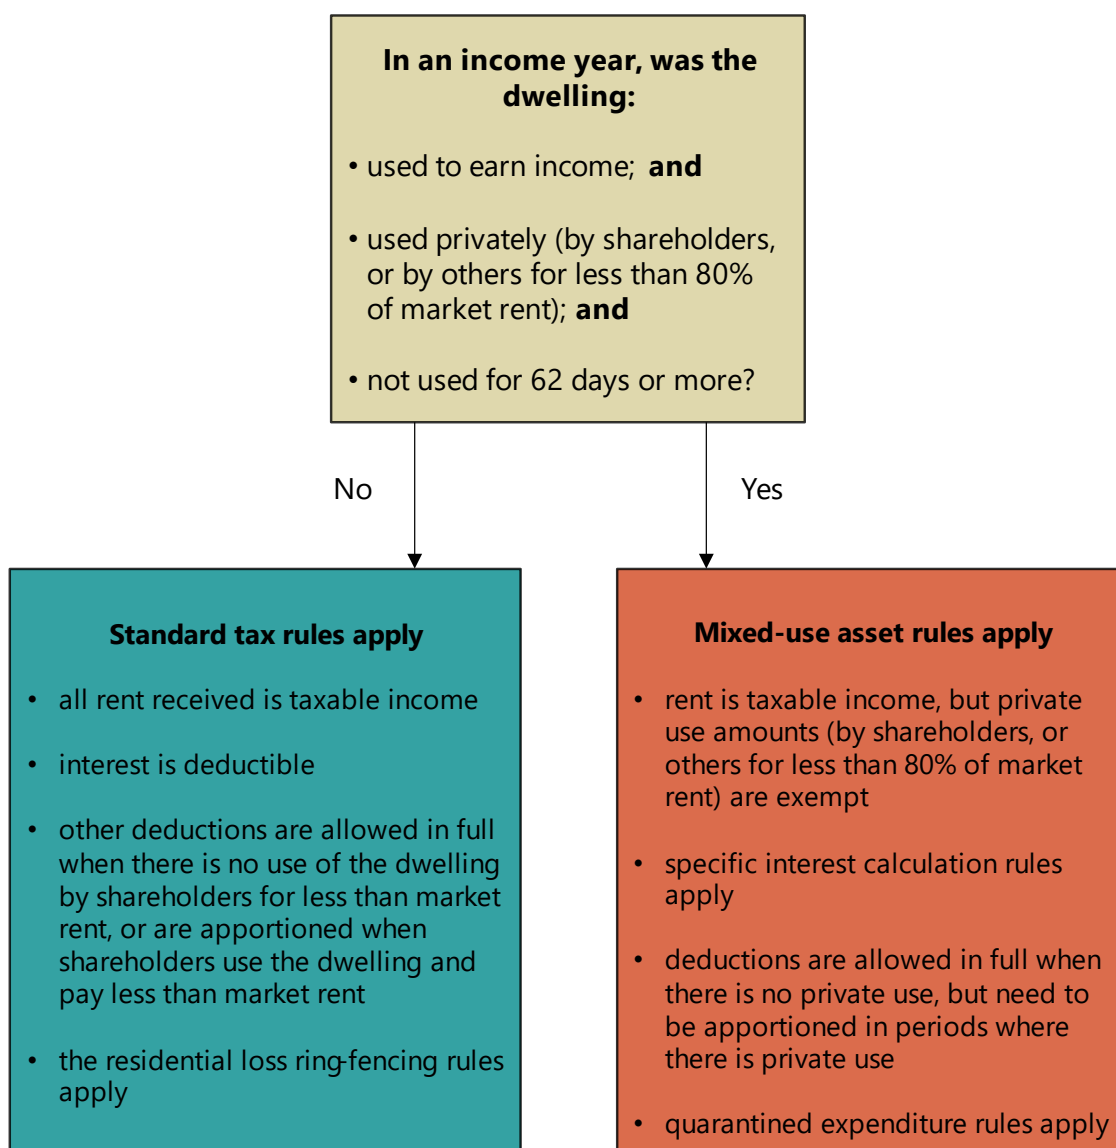 In an income year, was the
dwelling:
• used to earn income; and
• used privately (by shareholders,
or by others for less than 80%
of market rent); and
• not used for 62 days or more?
No
Yes
Standard tax rules apply
• all rent received is taxable income
• interest is deductible
• other deductions are allowed in full
when there is no use of the dwelling
by shareholders for less than market
rent, or are apportioned when
shareholders use the dwelling and
pay less than market rent
• the residential loss ring-fencing rules
apply
Mixed-use asset rules apply
• rent is taxable income, but private
use amounts (by shareholders, or
others for less than 80% of market
rent) are exempt
• specific interest calculation rules
apply
• deductions are allowed in full when
there is no private use, but need to
be apportioned in periods where
there is private use
• quarantined expenditure rules apply